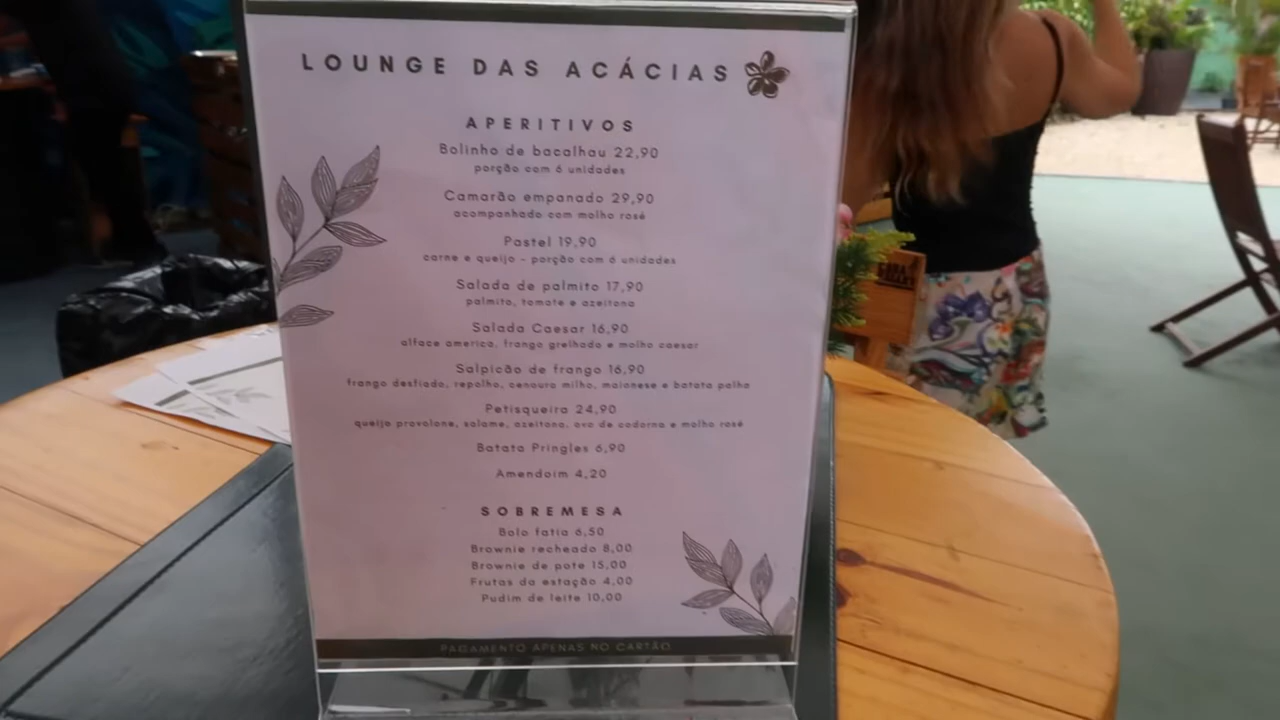 LOUNGE DAS ACÁCIAS
APERITIVOS
Bolinho de bacalhau 22,90
porção com 6 unidades
Camarão empanado 29,90
acompanhado com molho rosé
Pastel 19,90
carne e queijo - porção com 6 unidades
Salada de palmito 17,90
palmito, tomate e azeitona
Salada Caesar 16,90
alface america, frango grelhado e molho caesar
Salpicão de frango 16,90
frango desfiado, repolho, cenoura milho, maionese e batata palha
Petisqueira 24,90
queijo provolone, salame, azeitona, ovo de codorna e molho rosé
Batata Pringles 6,90
Amendoim 4,20
SOBREMESA
Bolo fatia 6,50
Brownie recheado 8,00
Brownie de pote 15,00
Frutas da estação 4,00
Pudim de leite 10,00
PAGAMENTO APENAS NO CARTÃO